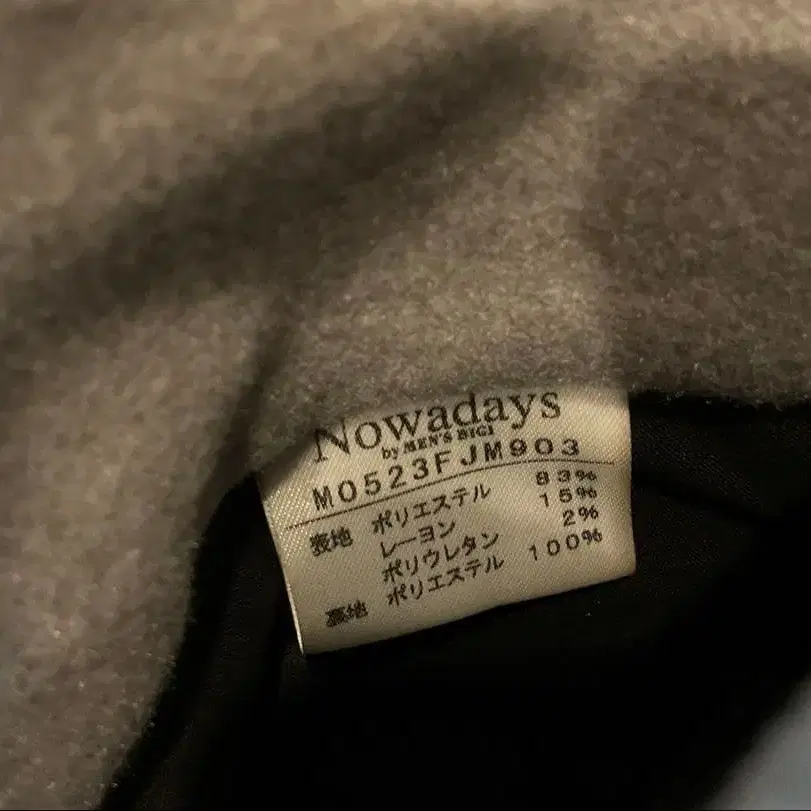 Nowadays
by MEN'S BIGI
M0523FJM903
表地 ポリエステル 83%
レーヨン 15%
ポリウレタン 2%
裏地 ポリエステル 100%